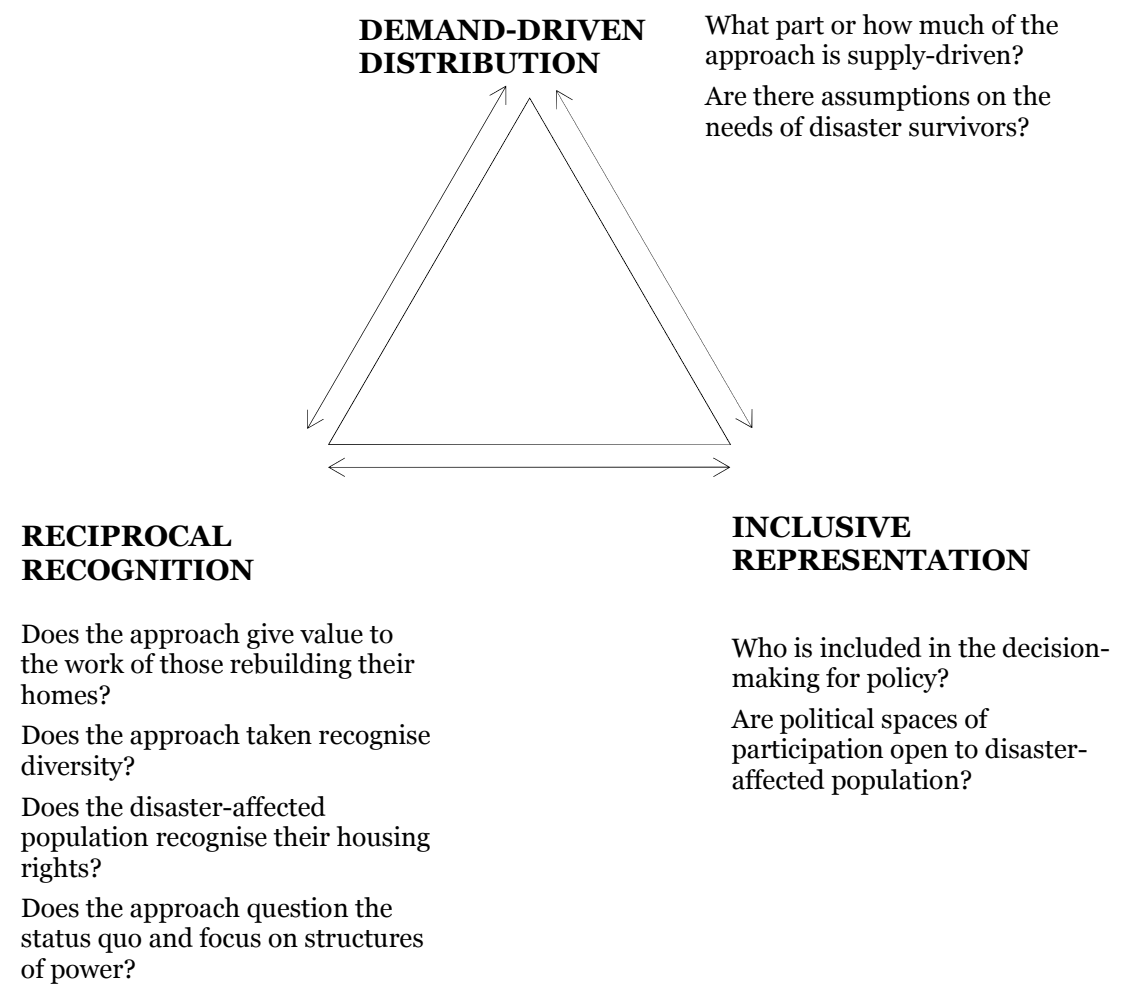 DEMAND-DRIVEN
DISTRIBUTION
What part or how much of the
approach is supply-driven?
Are there assumptions on the
needs of disaster survivors?
RECIPROCAL
RECOGNITION
Does the approach give value to
the work of those rebuilding their
homes?
Does the approach taken recognise
diversity?
Does the disaster-affected
population recognise their housing
rights?
Does the approach question the
status quo and focus on structures
of power?
INCLUSIVE
REPRESENTATION
Who is included in the decision-
making for policy?
Are political spaces of
participation open to disaster-
affected population?